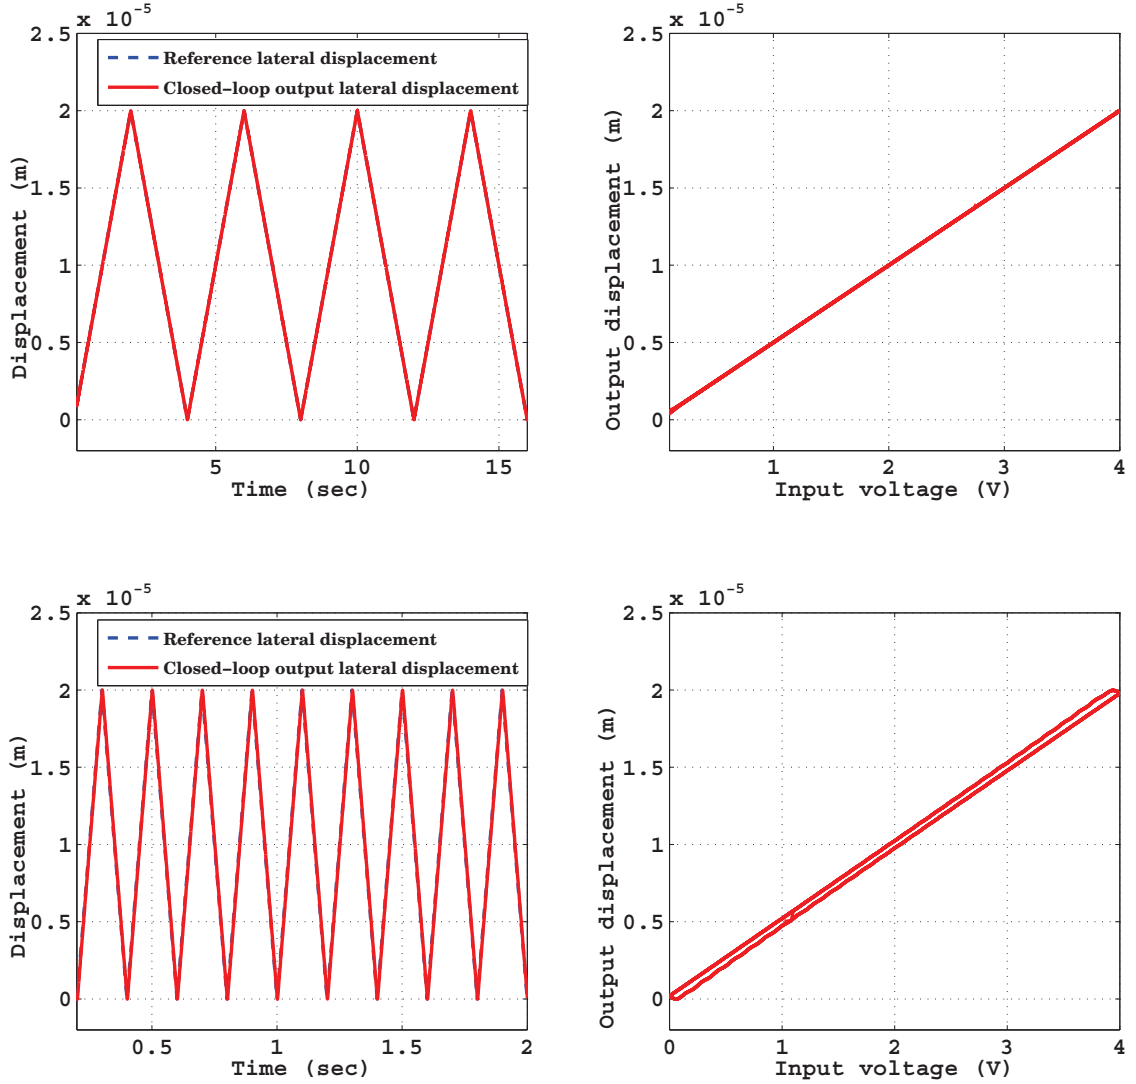 x 10^-5
2.5
2
1.5
1
0.5
0
Displacement (m)
Reference lateral displacement
Closed-loop output lateral displacement
5
10
15
Time (sec)
x 10^-5
2.5
2
1.5
1
0.5
0
Output displacement (m)
1
2
3
4
Input voltage (V)
x 10^-5
2.5
2
1.5
1
0.5
0
Displacement (m)
Reference lateral displacement
Closed-loop output lateral displacement
0.5
1
1.5
2
Time (sec)
x 10^-5
2.5
2
1.5
1
0.5
0
Output displacement (m)
0
1
2
3
4
Input voltage (V)